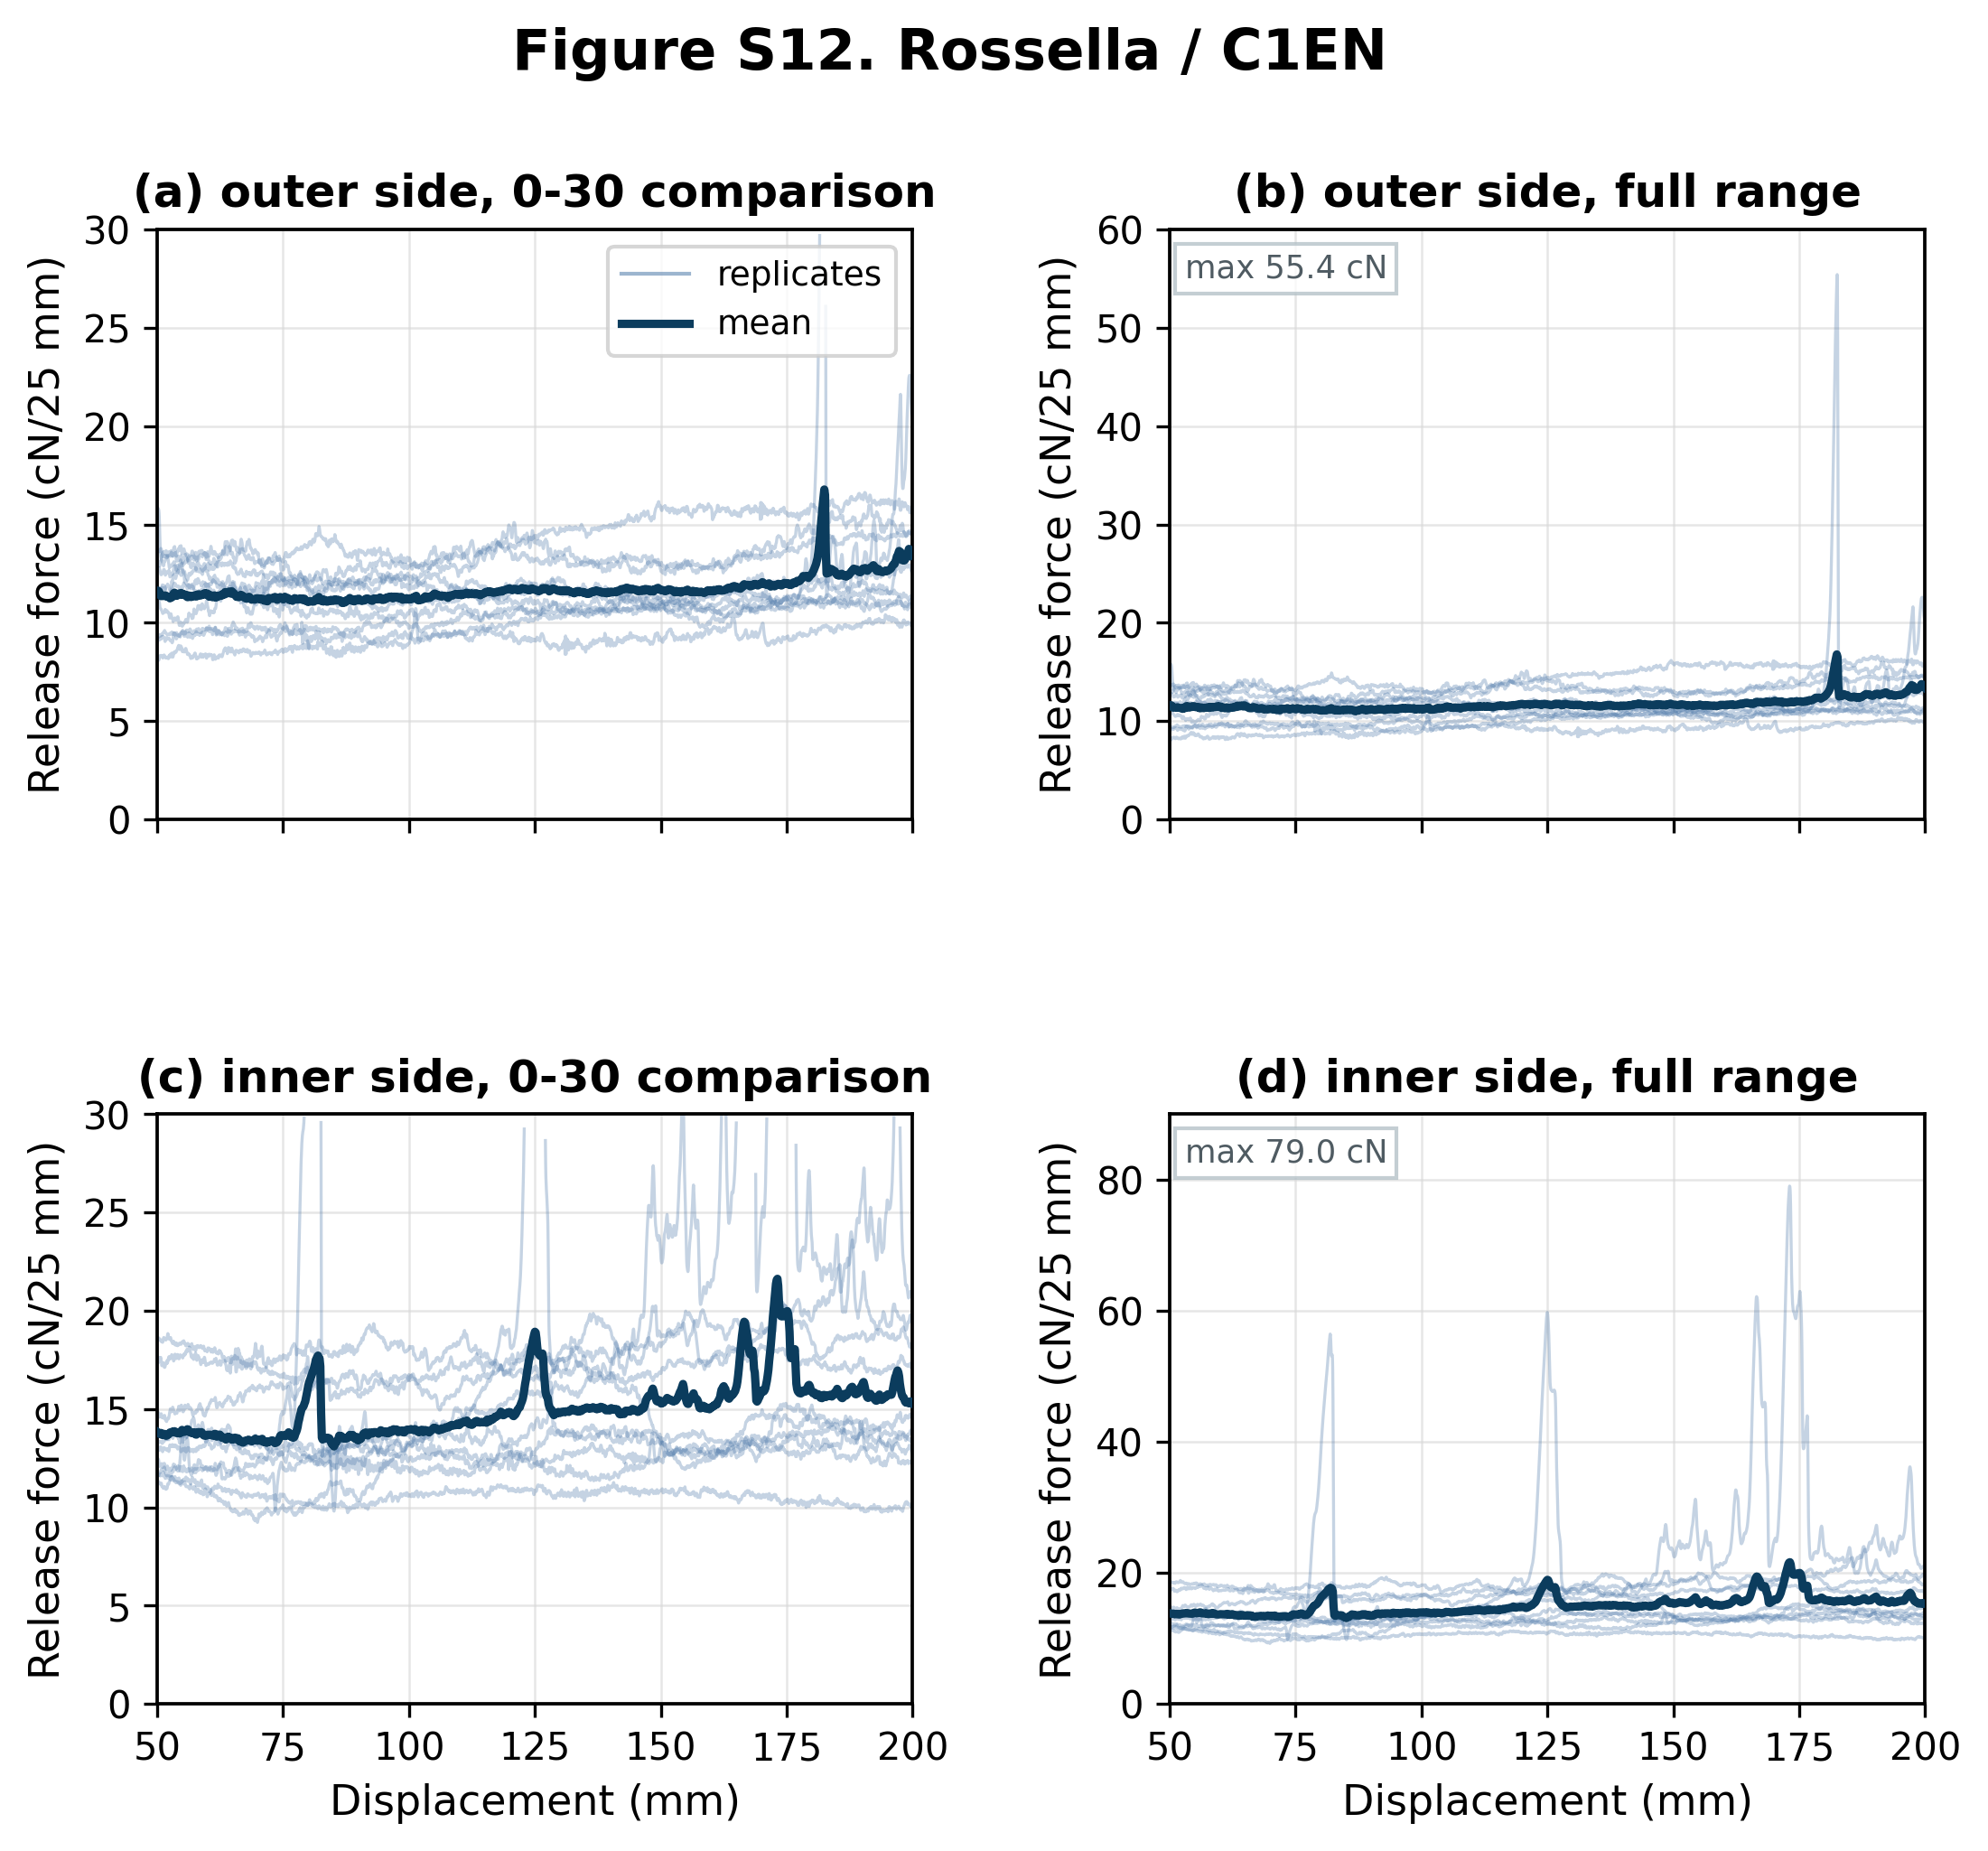 Figure S12. Rossella / C1EN
(a) outer side, 0-30 comparison
Release force (cN/25 mm)
30
25
20
15
10
5
0
replicates
mean
(b) outer side, full range
Release force (cN/25 mm)
60
50
40
30
20
10
0
max 55.4 cN
(c) inner side, 0-30 comparison
Release force (cN/25 mm)
30
25
20
15
10
5
0
50 75 100 125 150 175 200
Displacement (mm)
(d) inner side, full range
Release force (cN/25 mm)
80
60
40
20
0
max 79.0 cN
50 75 100 125 150 175 200
Displacement (mm)